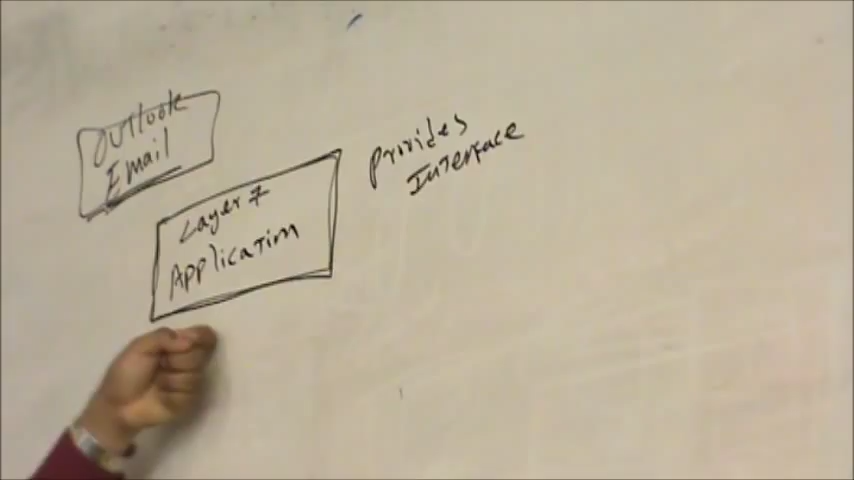 Outlook
Email
Layer 7
Application
Provides
Interface